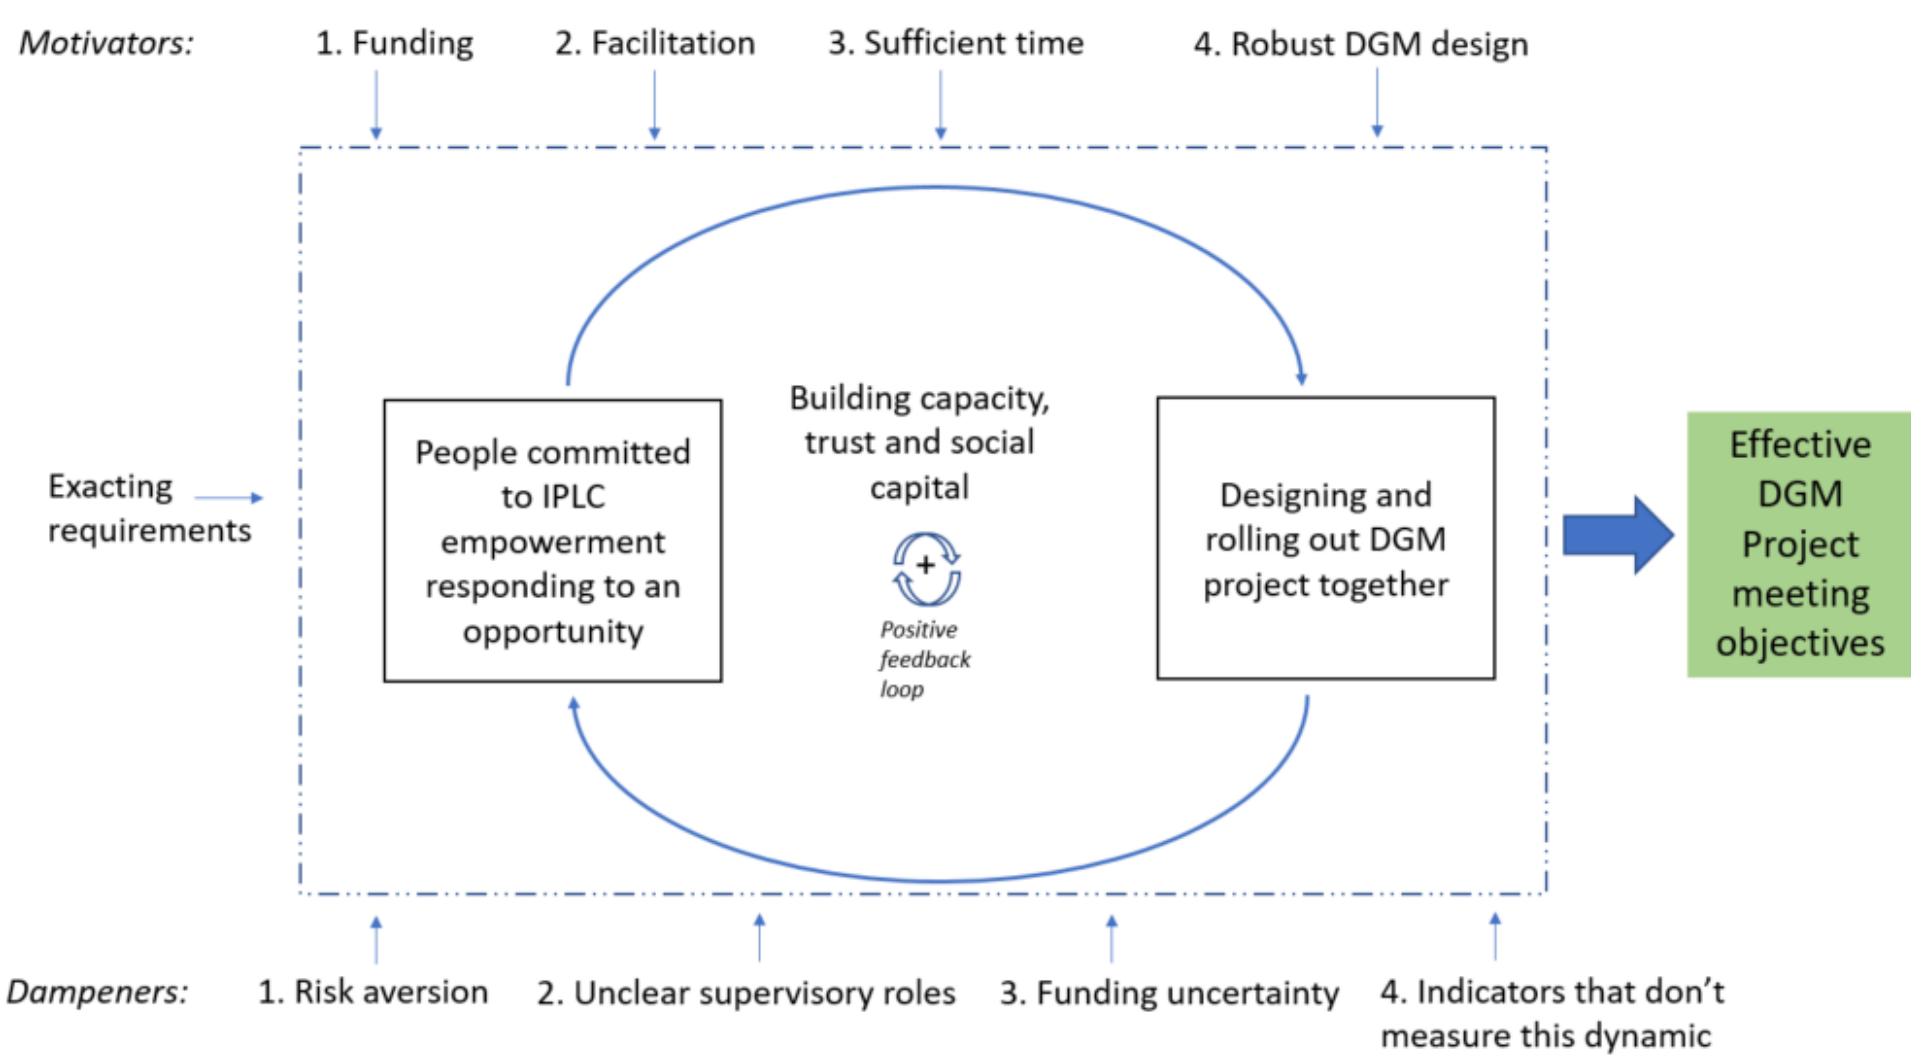 Motivators: 1. Funding 2. Facilitation 3. Sufficient time 4. Robust DGM design
Exacting
requirements
People committed
to IPLC
empowerment
responding to an
opportunity
Building capacity,
trust and social
capital
+
Positive
feedback
loop
Designing and
rolling out DGM
project together
Effective
DGM
Project
meeting
objectives
Dampeners: 1. Risk aversion 2. Unclear supervisory roles 3. Funding uncertainty 4. Indicators that don’t
measure this dynamic